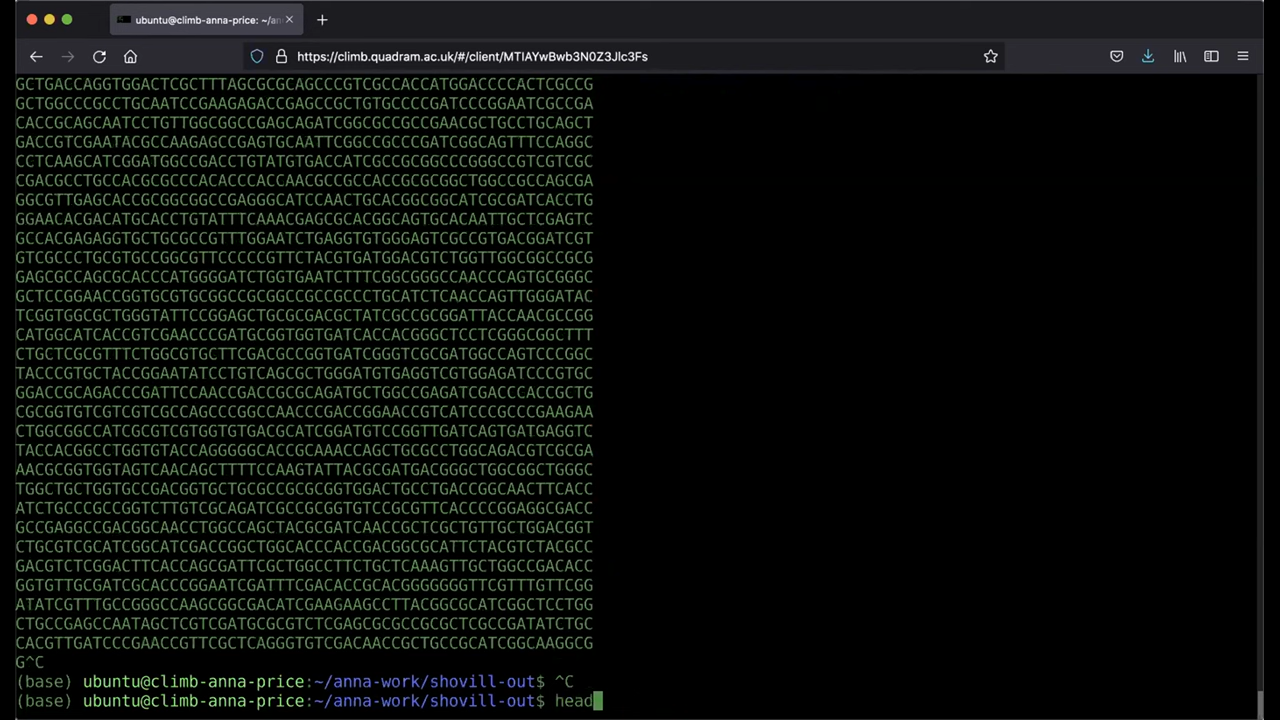 ubuntu@climb-anna-price: ~/an
https://climb.quadram.ac.uk/#/client/MTIAYwBwb3N0Z3Jlc3Fs
GCTGACCAGGTGGACTCGCTTTAGCGCGCAGCCCGTCGCCACCATGGACCCCACTCGCCG
GCTGGCCCGCCTGCAATCCGAAGAGACCGAGCCGCTGTGCCCCGATCCCGGAATCGCCGA
CACCGCAGCAATCCTGTTGGCGGCCGAGCAGATCGGCGCCGCCGAACGCTGCCTGCAGCT
GACCGTCGAATACGCCAAGAGCCGAGTGCAATTCGGCCGCCCGATCGGCAGTTTCCAGGC
CCTCAAGCATCGGATGGCCGACCTGTATGTGACCATCGCCGCGGCCCGGGCCGTCGTCGC
CGACGCCTGCCACGCGCCCACACCCACCAACGCCGCCACCGCGCGGCTGGCCGCCAGCGA
GGCGTTGAGCACCGCGGCGGCCGAGGGCATCCAACTGCACGGCGGCATCGCGATCACCTG
GGAACACGACATGCACCTGTATTTCAAACGAGCGCACGGCAGTGCACAATTGCTCGAGTC
GCCACGAGAGGTGCTGCGCCGTTTGGAATCTGAGGTGTGGGAGTCGCCGTGACGGATCGT
GTCGCCCTGCGTGCCGGCGTTCCCCCGTTCTACGTGATGGACGTCTGGTTGGCGGCCGCG
GAGCGCCAGCGCACCCATGGGGATCTGGTGAATCTTTCGGCGGGCCAACCCAGTGCGGGC
GCTCCGGAACCGGTGCGTGCGGCCGCGGCCGCCGCCCTGCATCTCAACCAGTTGGGATAC
TCGGTGGCGCTGGGTATTCCGGAGCTGCGCGACGCTATCGCCGCGGATTACCAACGCCGG
CATGGCATCACCGTCGAACCCGATGCGGTGGTGATCACCACGGGCTCCTCGGGCGGCTTT
CTGCTCGCGTTTCTGGCGTGCTTCGACGCCGGTGATCGGGTCGCGATGGCCAGTCCCGGC
TACCCGTGCTACCGGAATATCCTGTCAGCGCTGGGATGTGAGGTCGTGGAGATCCCGTGC
GGACCGCAGACCCGATTCCAACCGACCGCGCAGATGCTGGCCGAGATCGACCCACCGCTG
CGCGGTGTCGTCGTCGCCAGCCCGGCCAACCCGACCGGAACCGTCATCCCGCCCGAAGAA
CTGGCGGCCATCGCGTCGTGGTGTGACGCATCGGATGTCCGGTTGATCAGTGATGAGGTC
TACCACGGCCTGGTGTACCAGGGGGCACCGCAAACCAGCTGCGCCTGGCAGACGTCGCGA
AACGCGGTGGTAGTCAACAGCTTTTCCAAGTATTACGCGATGACGGGCTGGCGGCTGGGC
TGGCTGCTGGTGCCGACGGTGCTGCGCCGCGCGGTGGACTGCCTGACCGGCAACTTCACC
ATCTGCCCGCCGGTCTTGTCGCAGATCGCCGCGGTGTCCGCGTTCACCCCGGAGGCGACC
GCCGAGGCCGACGGCAACCTGGCCAGCTACGCGATCAACCGCTCGCTGTTGCTGGACGGT
CTGCGTCGCATCGGCATCGACCGGCTGGCACCCACCGACGGCGCATTCTACGTCTACGCC
GACGTCTCGGACTTCACCAGCGATTCGCTGGCCTTCTGCTCAAAGTTGCTGGCCGACACC
GGTGTTGCGATCGCACCCGGAATCGATTTCGACACCGCACGGGGGGGTTCGTTTGTTCGG
ATATCGTTTGCCGGGCCAAGCGGCGACATCGAAGAAGCCTTACGGCGCATCGGCTCCTGG
CTGCCGAGCCAATAGCTCGTCGATGCGCGTCTCGAGCGCGCCGCGCTCGCCGATATCTGC
CACGTTGATCCCGAACCGTTCGCTCAGGGTGTCGACAACCGCTGCCGCATCGGCAAGGCG
G^C
(base) ubuntu@climb-anna-price:~/anna-work/shovill-out$ ^C
(base) ubuntu@climb-anna-price:~/anna-work/shovill-out$ head